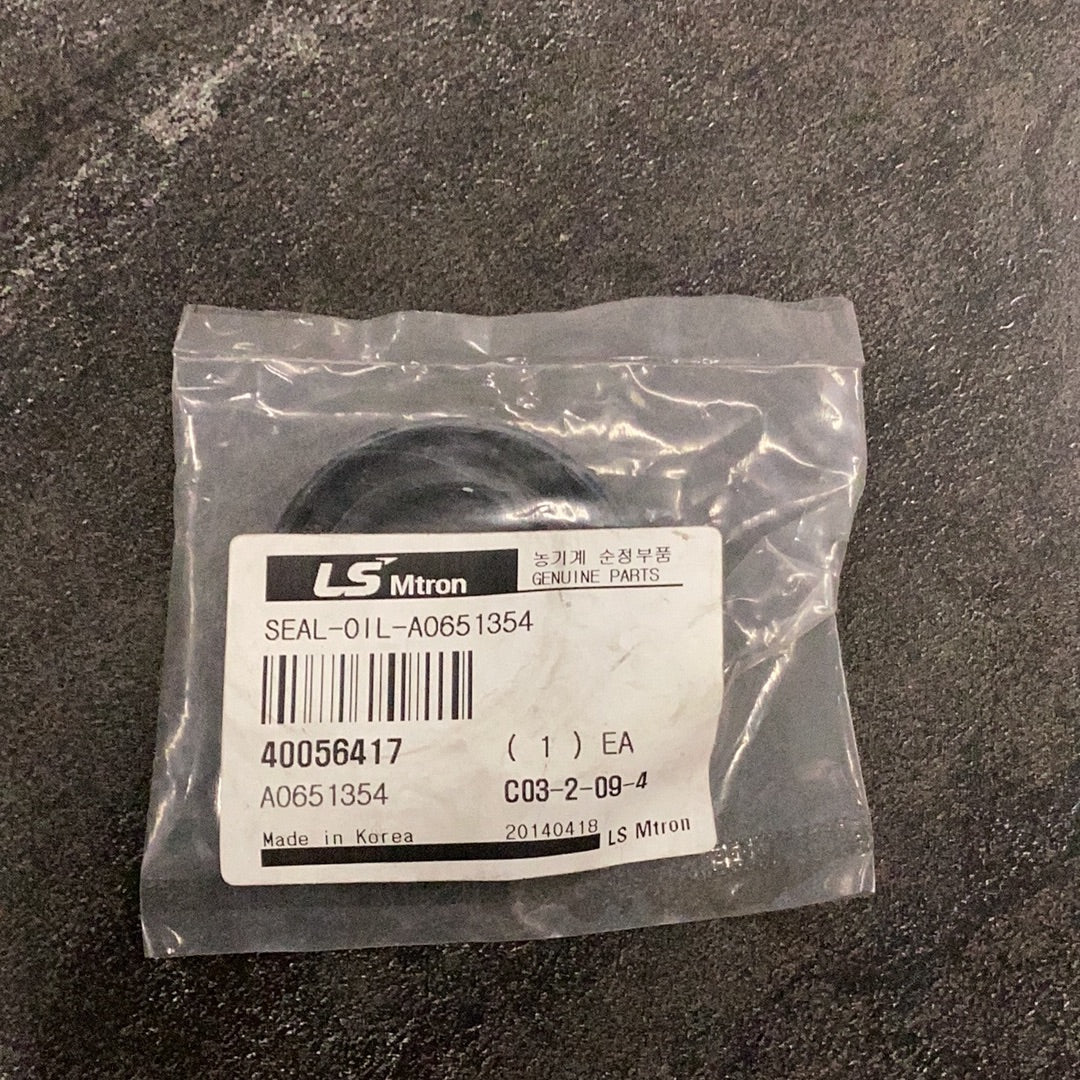 LS Mtron
농기계 순정부품
GENUINE PARTS
SEAL-OIL-A0651354
40056417
( 1 ) EA
A0651354
C03-2-09-4
Made in Korea
20140418
LS Mtron